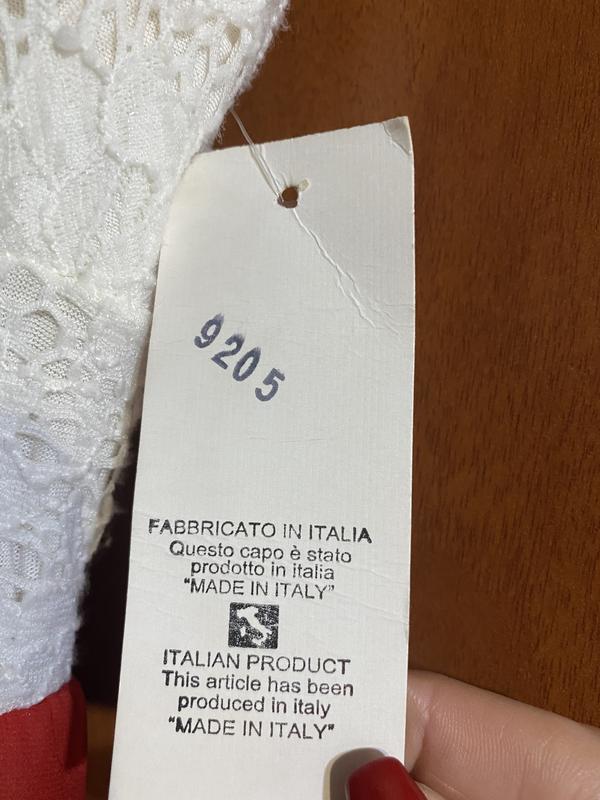 9205
FABBRICATO IN ITALIA
Questo capo è stato
prodotto in italia
"MADE IN ITALY"
ITALIAN PRODUCT
This article has been
produced in italy
"MADE IN ITALY"